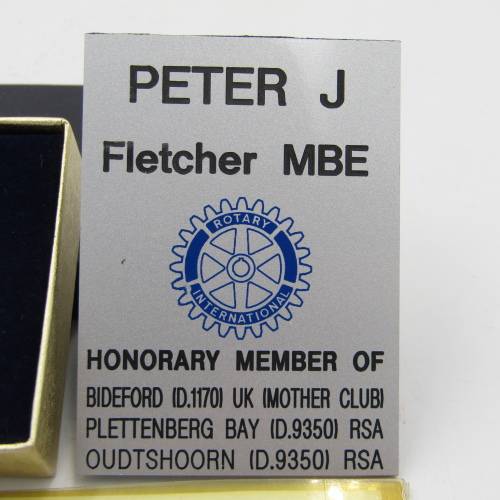 PETER J
Fletcher MBE
ROTARY
INTERNATIONAL
HONORARY MEMBER OF
BIDEFORD (D.1170) UK (MOTHER CLUB)
PLETTENBERG BAY (D.9350) RSA
OUDTSHOORN (D.9350) RSA